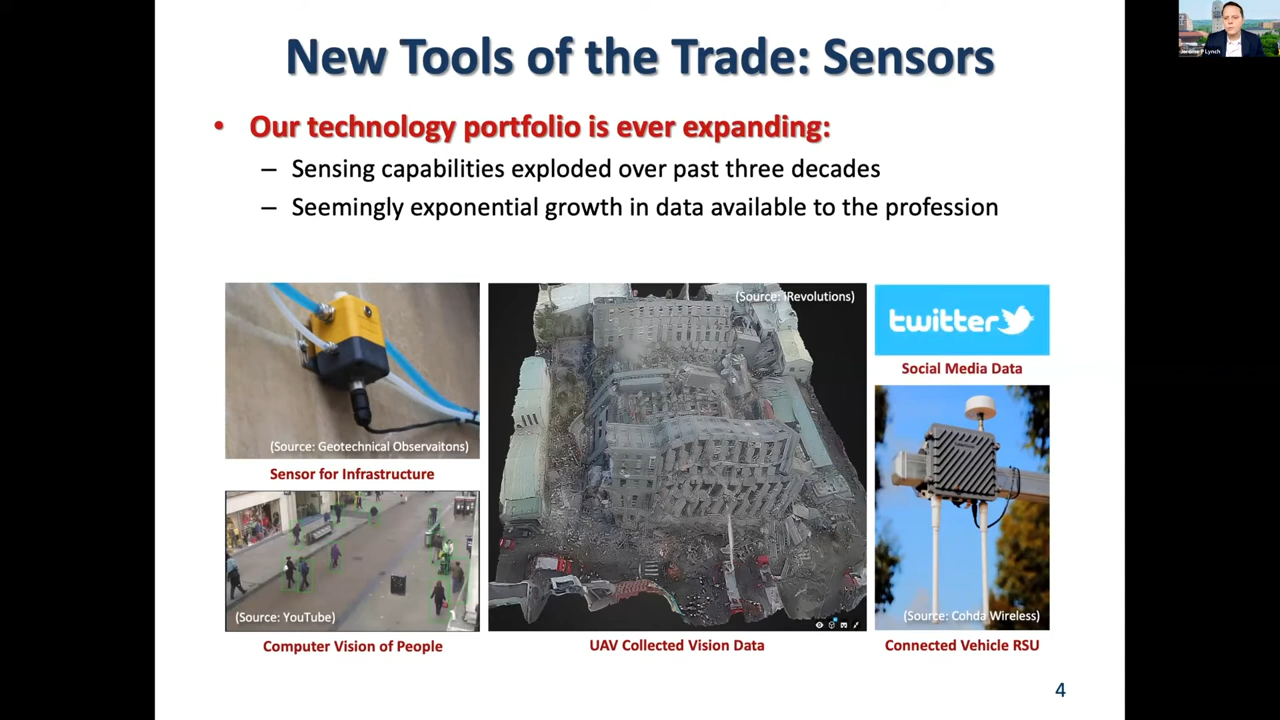 New Tools of the Trade: Sensors
Jerome P Lynch
• Our technology portfolio is ever expanding:
– Sensing capabilities exploded over past three decades
– Seemingly exponential growth in data available to the profession
(Source: Geotechnical Observaitons)
Sensor for Infrastructure
(Source: YouTube)
Computer Vision of People
(Source: iRevolutions)
UAV Collected Vision Data
twitter
Social Media Data
(Source: Cohda Wireless)
Connected Vehicle RSU
4